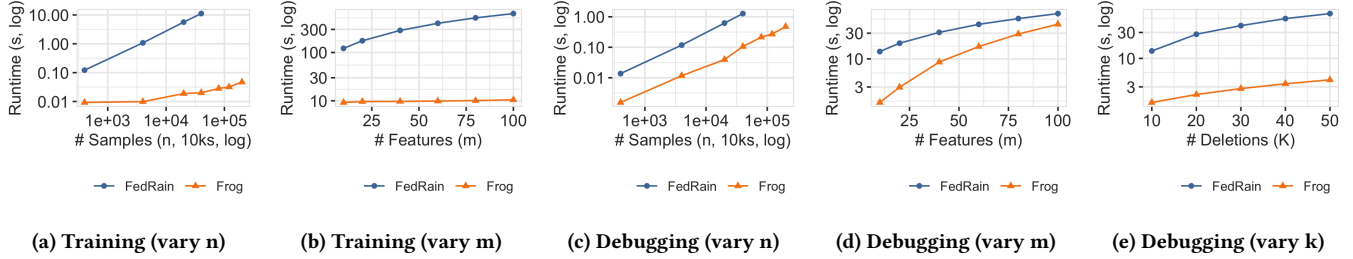 Runtime (s, log)
10.00
1.00
0.10
0.01
1e+03
1e+04
1e+05
# Samples (n, 10ks, log)
FedRain
Frog
(a) Training (vary n)
Runtime (s, log)
300
100
30
10
25
50
75
100
# Features (m)
FedRain
Frog
(b) Training (vary m)
Runtime (s, log)
1.00
0.10
0.01
1e+03
1e+04
1e+05
# Samples (n, 10ks, log)
FedRain
Frog
(c) Debugging (vary n)
Runtime (s, log)
30
10
3
25
50
75
100
# Features (m)
FedRain
Frog
(d) Debugging (vary m)
Runtime (s, log)
30
10
3
10
20
30
40
50
# Deletions (K)
FedRain
Frog
(e) Debugging (vary k)